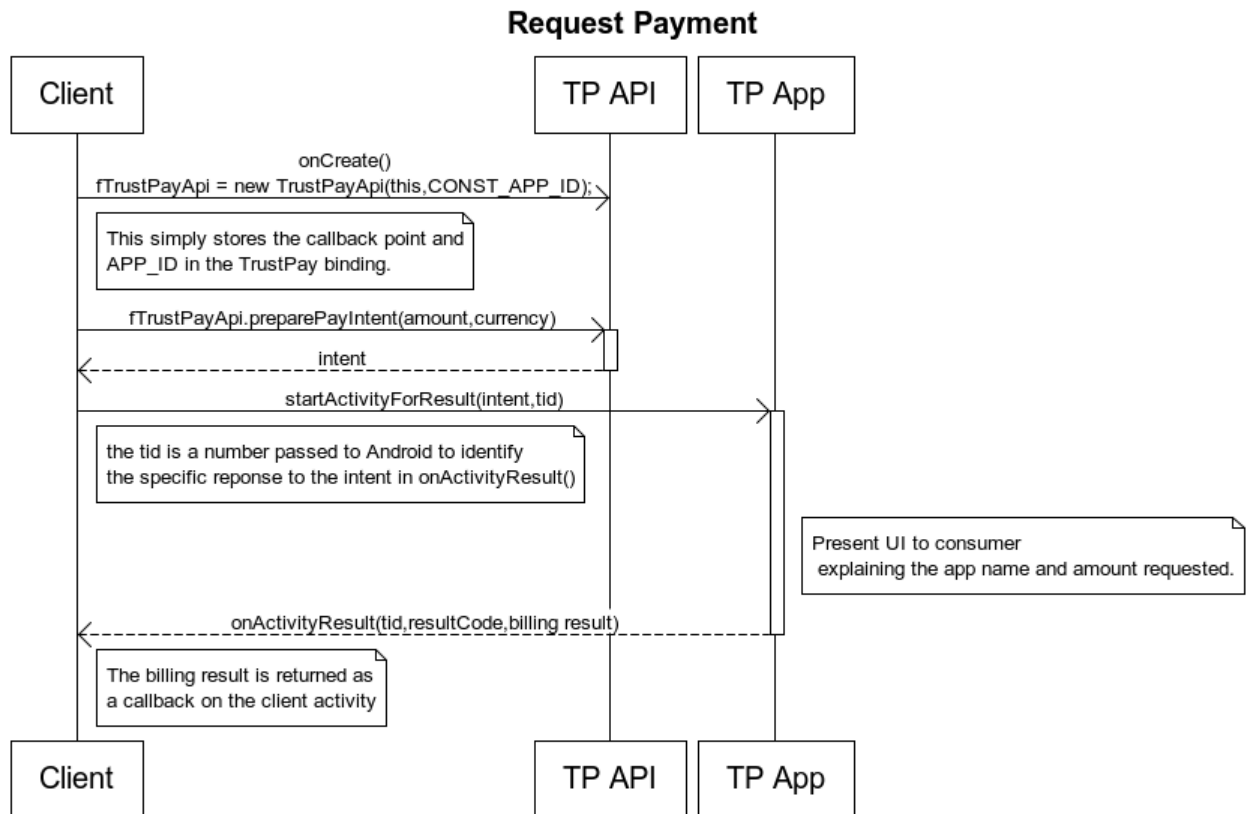 Request Payment
Client
TP API
TP App
onCreate()
fTrustPayApi = new TrustPayApi(this,CONST_APP_ID);
This simply stores the callback point and
APP_ID in the TrustPay binding.
fTrustPayApi.preparePayIntent(amount,currency)
intent
startActivityForResult(intent,tid)
the tid is a number passed to Android to identify
the specific reponse to the intent in onActivityResult()
Present UI to consumer
explaining the app name and amount requested.
onActivityResult(tid,resultCode,billing result)
The billing result is returned as
a callback on the client activity
Client
TP API
TP App